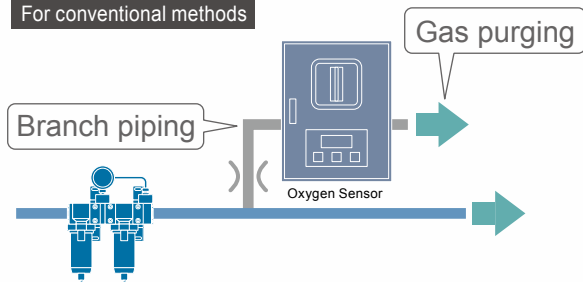 For conventional methods
Gas purging
Branch piping
Oxygen Sensor